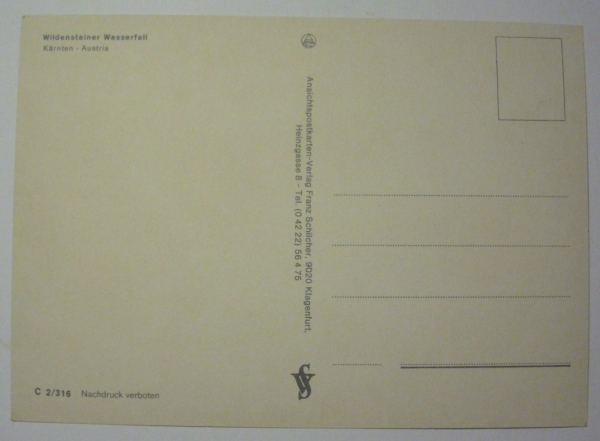 Wildensteiner Wasserfall
Kärnten - Austria
Ansichtspostkarten-Verlag Franz Schilcher, 9020 Klagenfurt,
Heinzgasse 8 - Tel. (0 42 22) 56 4 75
C 2/316 Nachdruck verboten